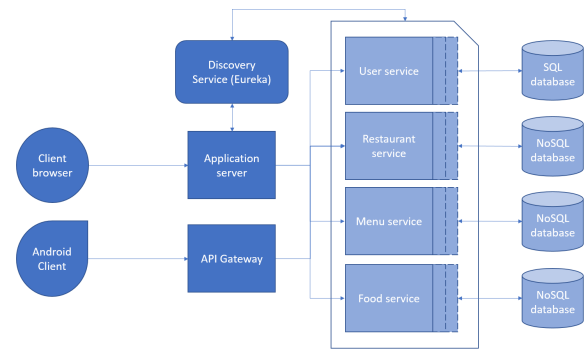 Discovery
Service (Eureka)
User service
SQL
database
Client
browser
Application
server
Restaurant
service
NoSQL
database
Menu service
NoSQL
database
Android
Client
API Gateway
Food service
NoSQL
database